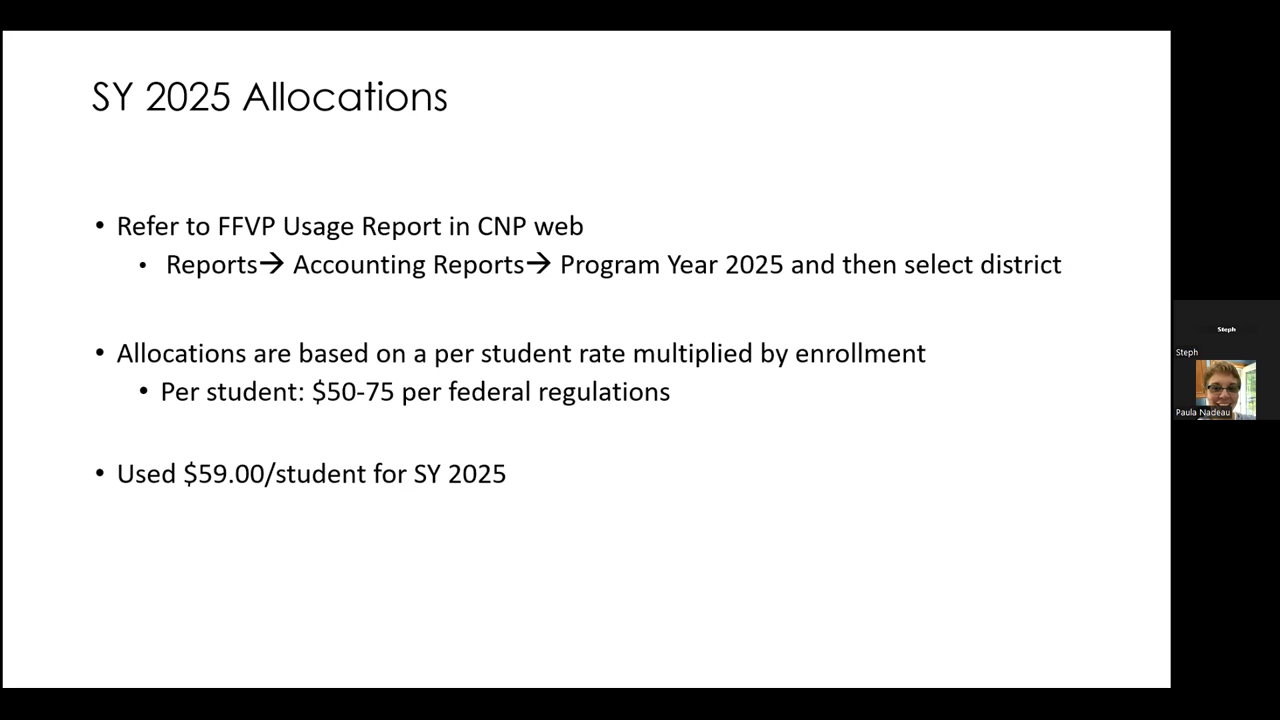 SY 2025 Allocations
• Refer to FFVP Usage Report in CNP web
• Reports→ Accounting Reports→ Program Year 2025 and then select district
• Allocations are based on a per student rate multiplied by enrollment
• Per student: $50-75 per federal regulations
• Used $59.00/student for SY 2025
Steph
Steph
Paula Nadeau